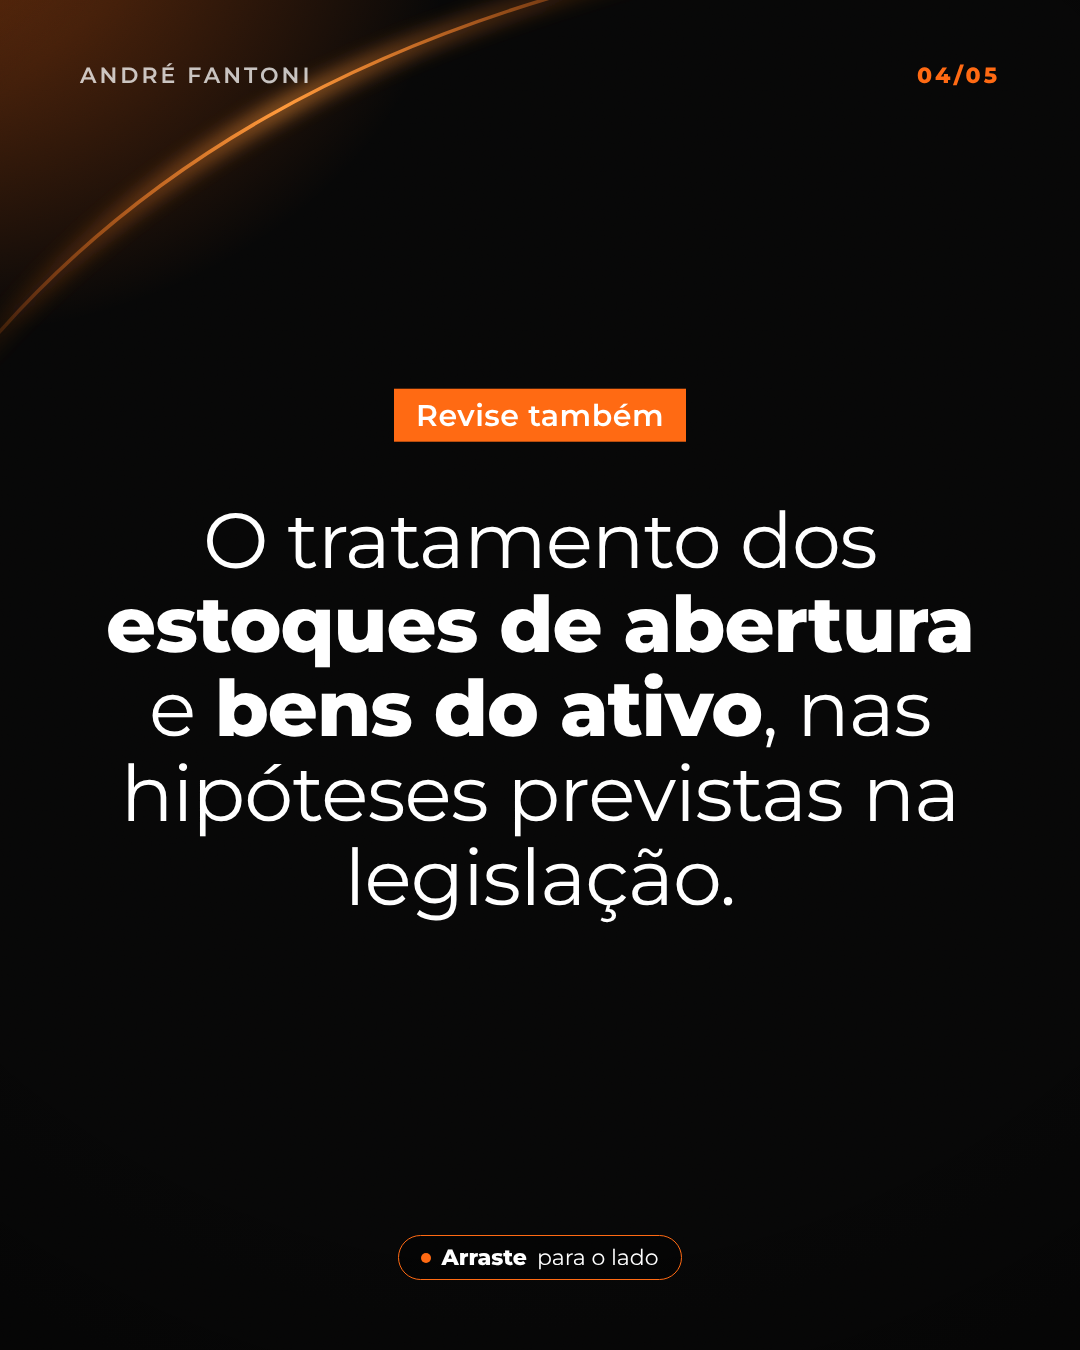 ANDRÉ FANTONI
04/05
Revise também
O tratamento dos
estoques de abertura
e bens do ativo, nas
hipóteses previstas na
legislação.
Arraste para o lado